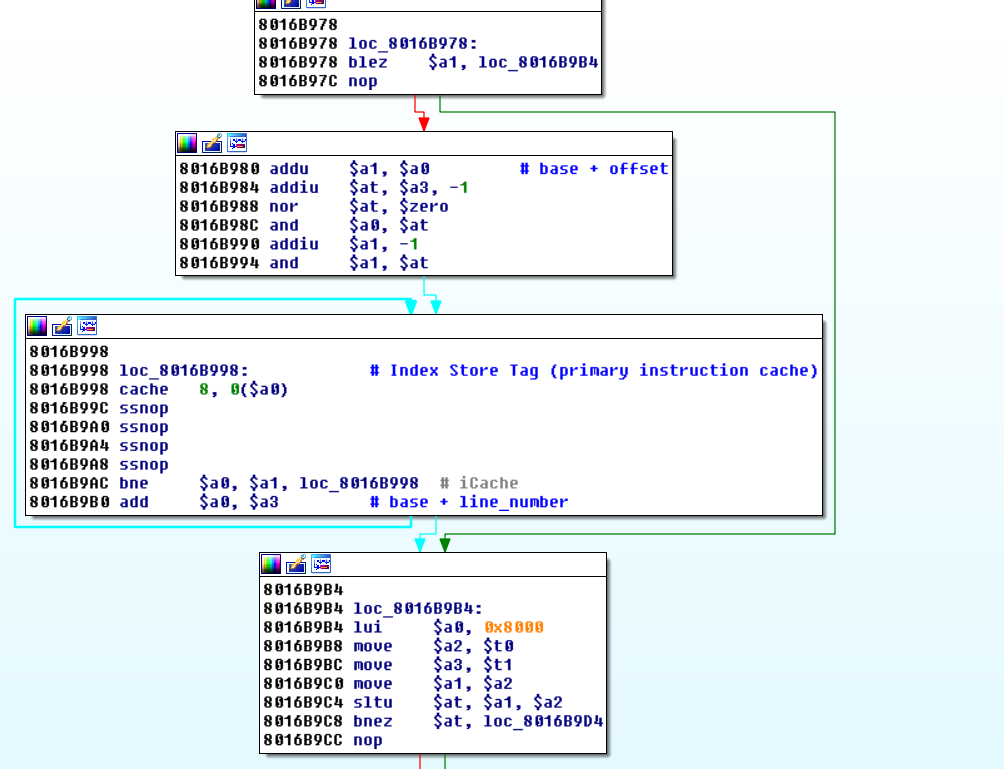 8016B978
8016B978 loc_8016B978:
8016B978 blez $a1, loc_8016B9B4
8016B97C nop
8016B980 addu $a1, $a0 # base + offset
8016B984 addiu $at, $a3, -1
8016B988 nor $at, $zero
8016B98C and $a0, $at
8016B990 addiu $a1, -1
8016B994 and $a1, $at
8016B998
8016B998 loc_8016B998: # Index Store Tag (primary instruction cache)
8016B998 cache 8, 0($a0)
8016B99C ssnop
8016B9A0 ssnop
8016B9A4 ssnop
8016B9A8 ssnop
8016B9AC bne $a0, $a1, loc_8016B998 # iCache
8016B9B0 add $a0, $a3 # base + line_number
8016B9B4
8016B9B4 loc_8016B9B4:
8016B9B4 lui $a0, 0x8000
8016B9B8 move $a2, $t0
8016B9BC move $a3, $t1
8016B9C0 move $a1, $a2
8016B9C4 sltu $at, $a1, $a2
8016B9C8 bnez $at, loc_8016B9D4
8016B9CC nop